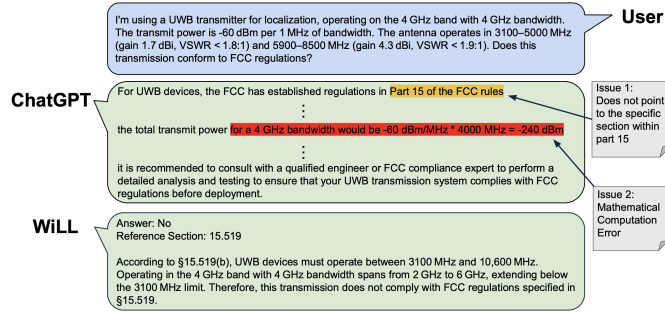 User
I'm using a UWB transmitter for localization, operating on the 4 GHz band with 4 GHz bandwidth.
The transmit power is -60 dBm per 1 MHz of bandwidth. The antenna operates in 3100–5000 MHz
(gain 1.7 dBi, VSWR < 1.8:1) and 5900–8500 MHz (gain 4.3 dBi, VSWR < 1.9:1). Does this
transmission conform to FCC regulations?
ChatGPT
For UWB devices, the FCC has established regulations in Part 15 of the FCC rules
⋮
the total transmit power for a 4 GHz bandwidth would be -60 dBm/MHz * 4000 MHz = -240 dBm
⋮
it is recommended to consult with a qualified engineer or FCC compliance expert to perform a
detailed analysis and testing to ensure that your UWB transmission system complies with FCC
regulations before deployment.
Issue 1:
Does not point
to the specific
section within
part 15
Issue 2:
Mathematical
Computation
Error
WiLL
Answer: No
Reference Section: 15.519
According to §15.519(b), UWB devices must operate between 3100 MHz and 10,600 MHz.
Operating in the 4 GHz band with 4 GHz bandwidth spans from 2 GHz to 6 GHz, extending below
the 3100 MHz limit. Therefore, this transmission does not comply with FCC regulations specified in
§15.519.